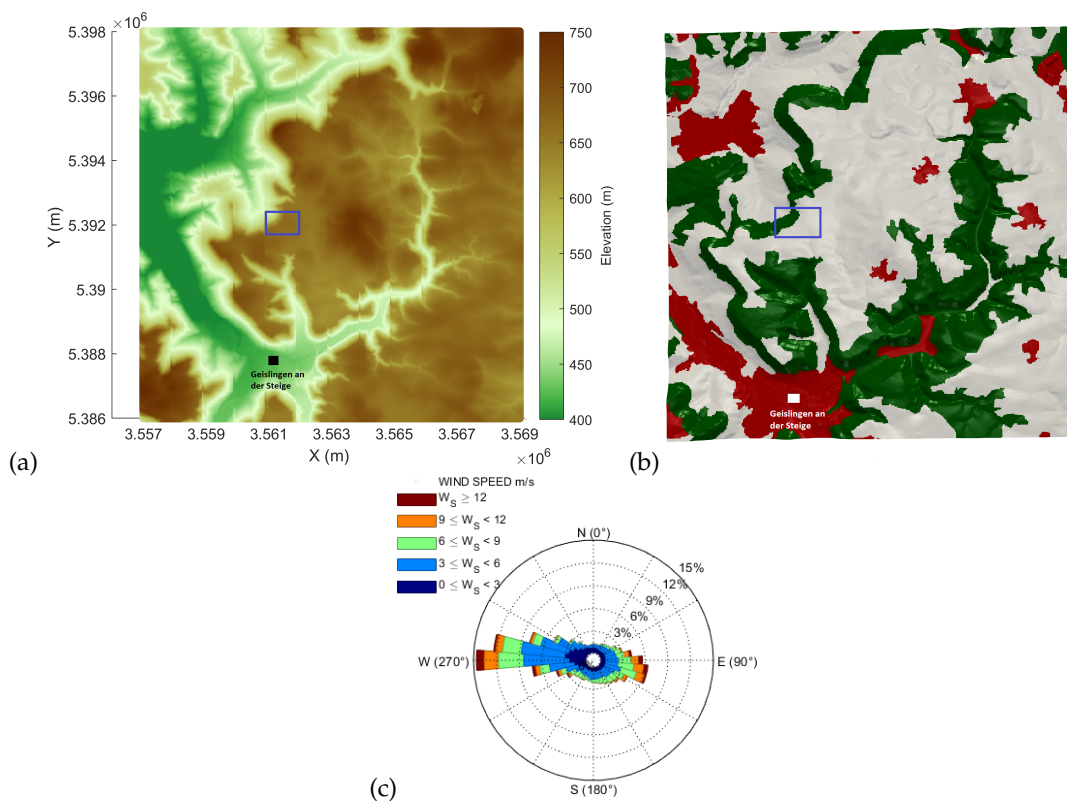 × 10⁶
5.398
5.396
5.394
5.392
5.39
5.388
5.386
Y (m)
3.557 3.559 3.561 3.563 3.565 3.567 3.569
X (m)
× 10⁶
Geislingen an
der Steige
750
700
650
600
550
500
450
400
Elevation (m)
(a)
Geislingen an
der Steige
(b)
WIND SPEED m/s
W_S ≥ 12
9 ≤ W_S < 12
6 ≤ W_S < 9
3 ≤ W_S < 6
0 ≤ W_S < 3
N (0°)
15%
12%
9%
6%
3%
W (270°)
E (90°)
S (180°)
(c)